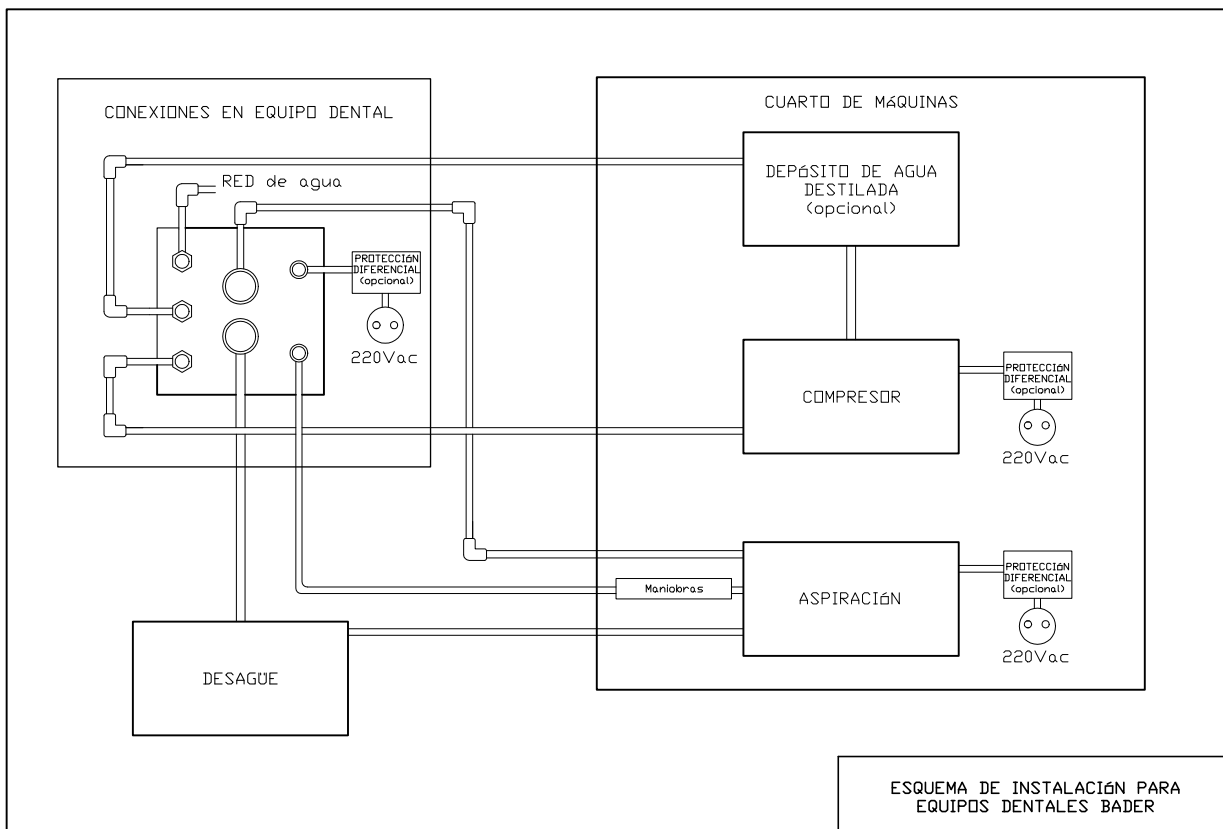 CONEXIONES EN EQUIPO DENTAL
RED de agua
PROTECCIóN
DIFERENCIAL
(opcional)
220Vac
CUARTO DE MáQUINAS
DEPóSITO DE AGUA
DESTILADA
(opcional)
COMPRESOR
PROTECCIóN
DIFERENCIAL
(opcional)
220Vac
Maniobras
ASPIRACIóN
PROTECCIóN
DIFERENCIAL
(opcional)
220Vac
DESAGÜE
ESQUEMA DE INSTALACIóN PARA
EQUIPOS DENTALES BADER